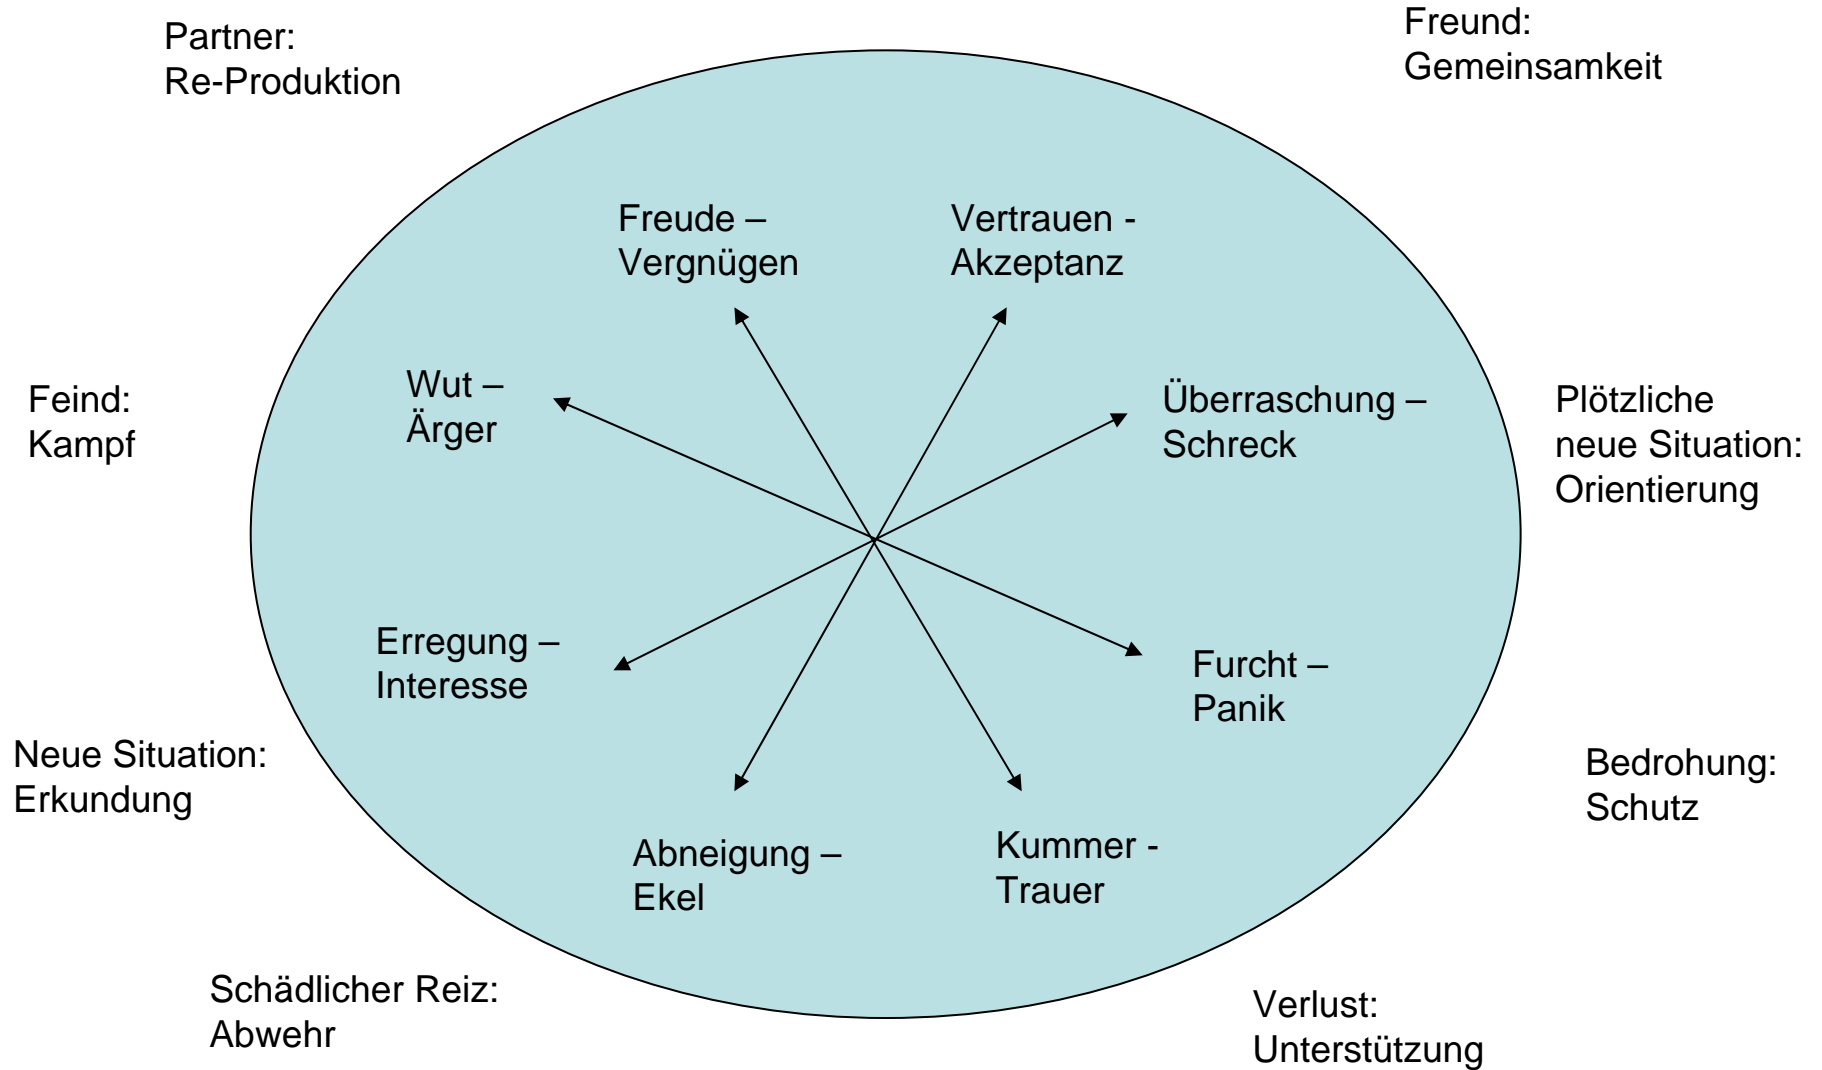 Partner:
Re-Produktion
Freund:
Gemeinsamkeit
Freude –
Vergnügen
Vertrauen -
Akzeptanz
Feind:
Kampf
Wut –
Ärger
Überraschung –
Schreck
Plötzliche
neue Situation:
Orientierung
Erregung –
Interesse
Furcht –
Panik
Neue Situation:
Erkundung
Bedrohung:
Schutz
Abneigung –
Ekel
Kummer -
Trauer
Schädlicher Reiz:
Abwehr
Verlust:
Unterstützung